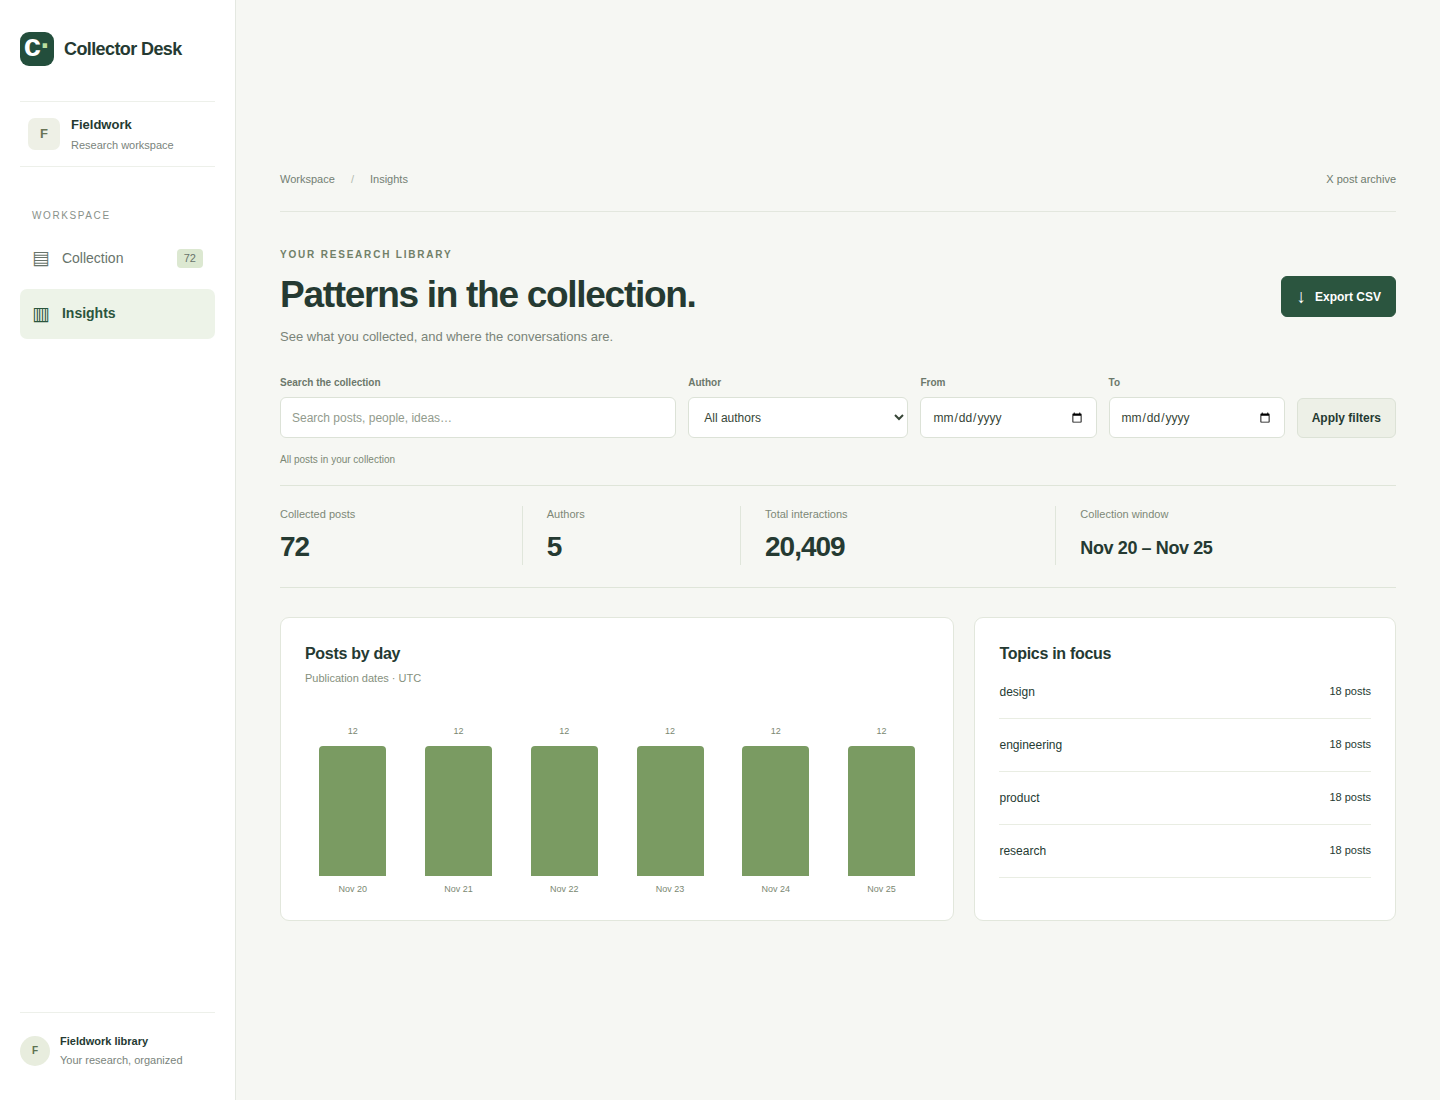 C·
Collector Desk
F
Fieldwork
Research workspace
WORKSPACE
Collection
72
Insights
F
Fieldwork library
Your research, organized
Workspace / Insights
X post archive
YOUR RESEARCH LIBRARY
Patterns in the collection.
↓ Export CSV
See what you collected, and where the conversations are.
Search the collection
Author
From
To
Search posts, people, ideas…
All authors
mm/dd/yyyy
mm/dd/yyyy
Apply filters
All posts in your collection
Collected posts
72
Authors
5
Total interactions
20,409
Collection window
Nov 20 – Nov 25
Posts by day
Publication dates · UTC
12 12 12 12 12 12
Nov 20 Nov 21 Nov 22 Nov 23 Nov 24 Nov 25
Topics in focus
design 18 posts
engineering 18 posts
product 18 posts
research 18 posts